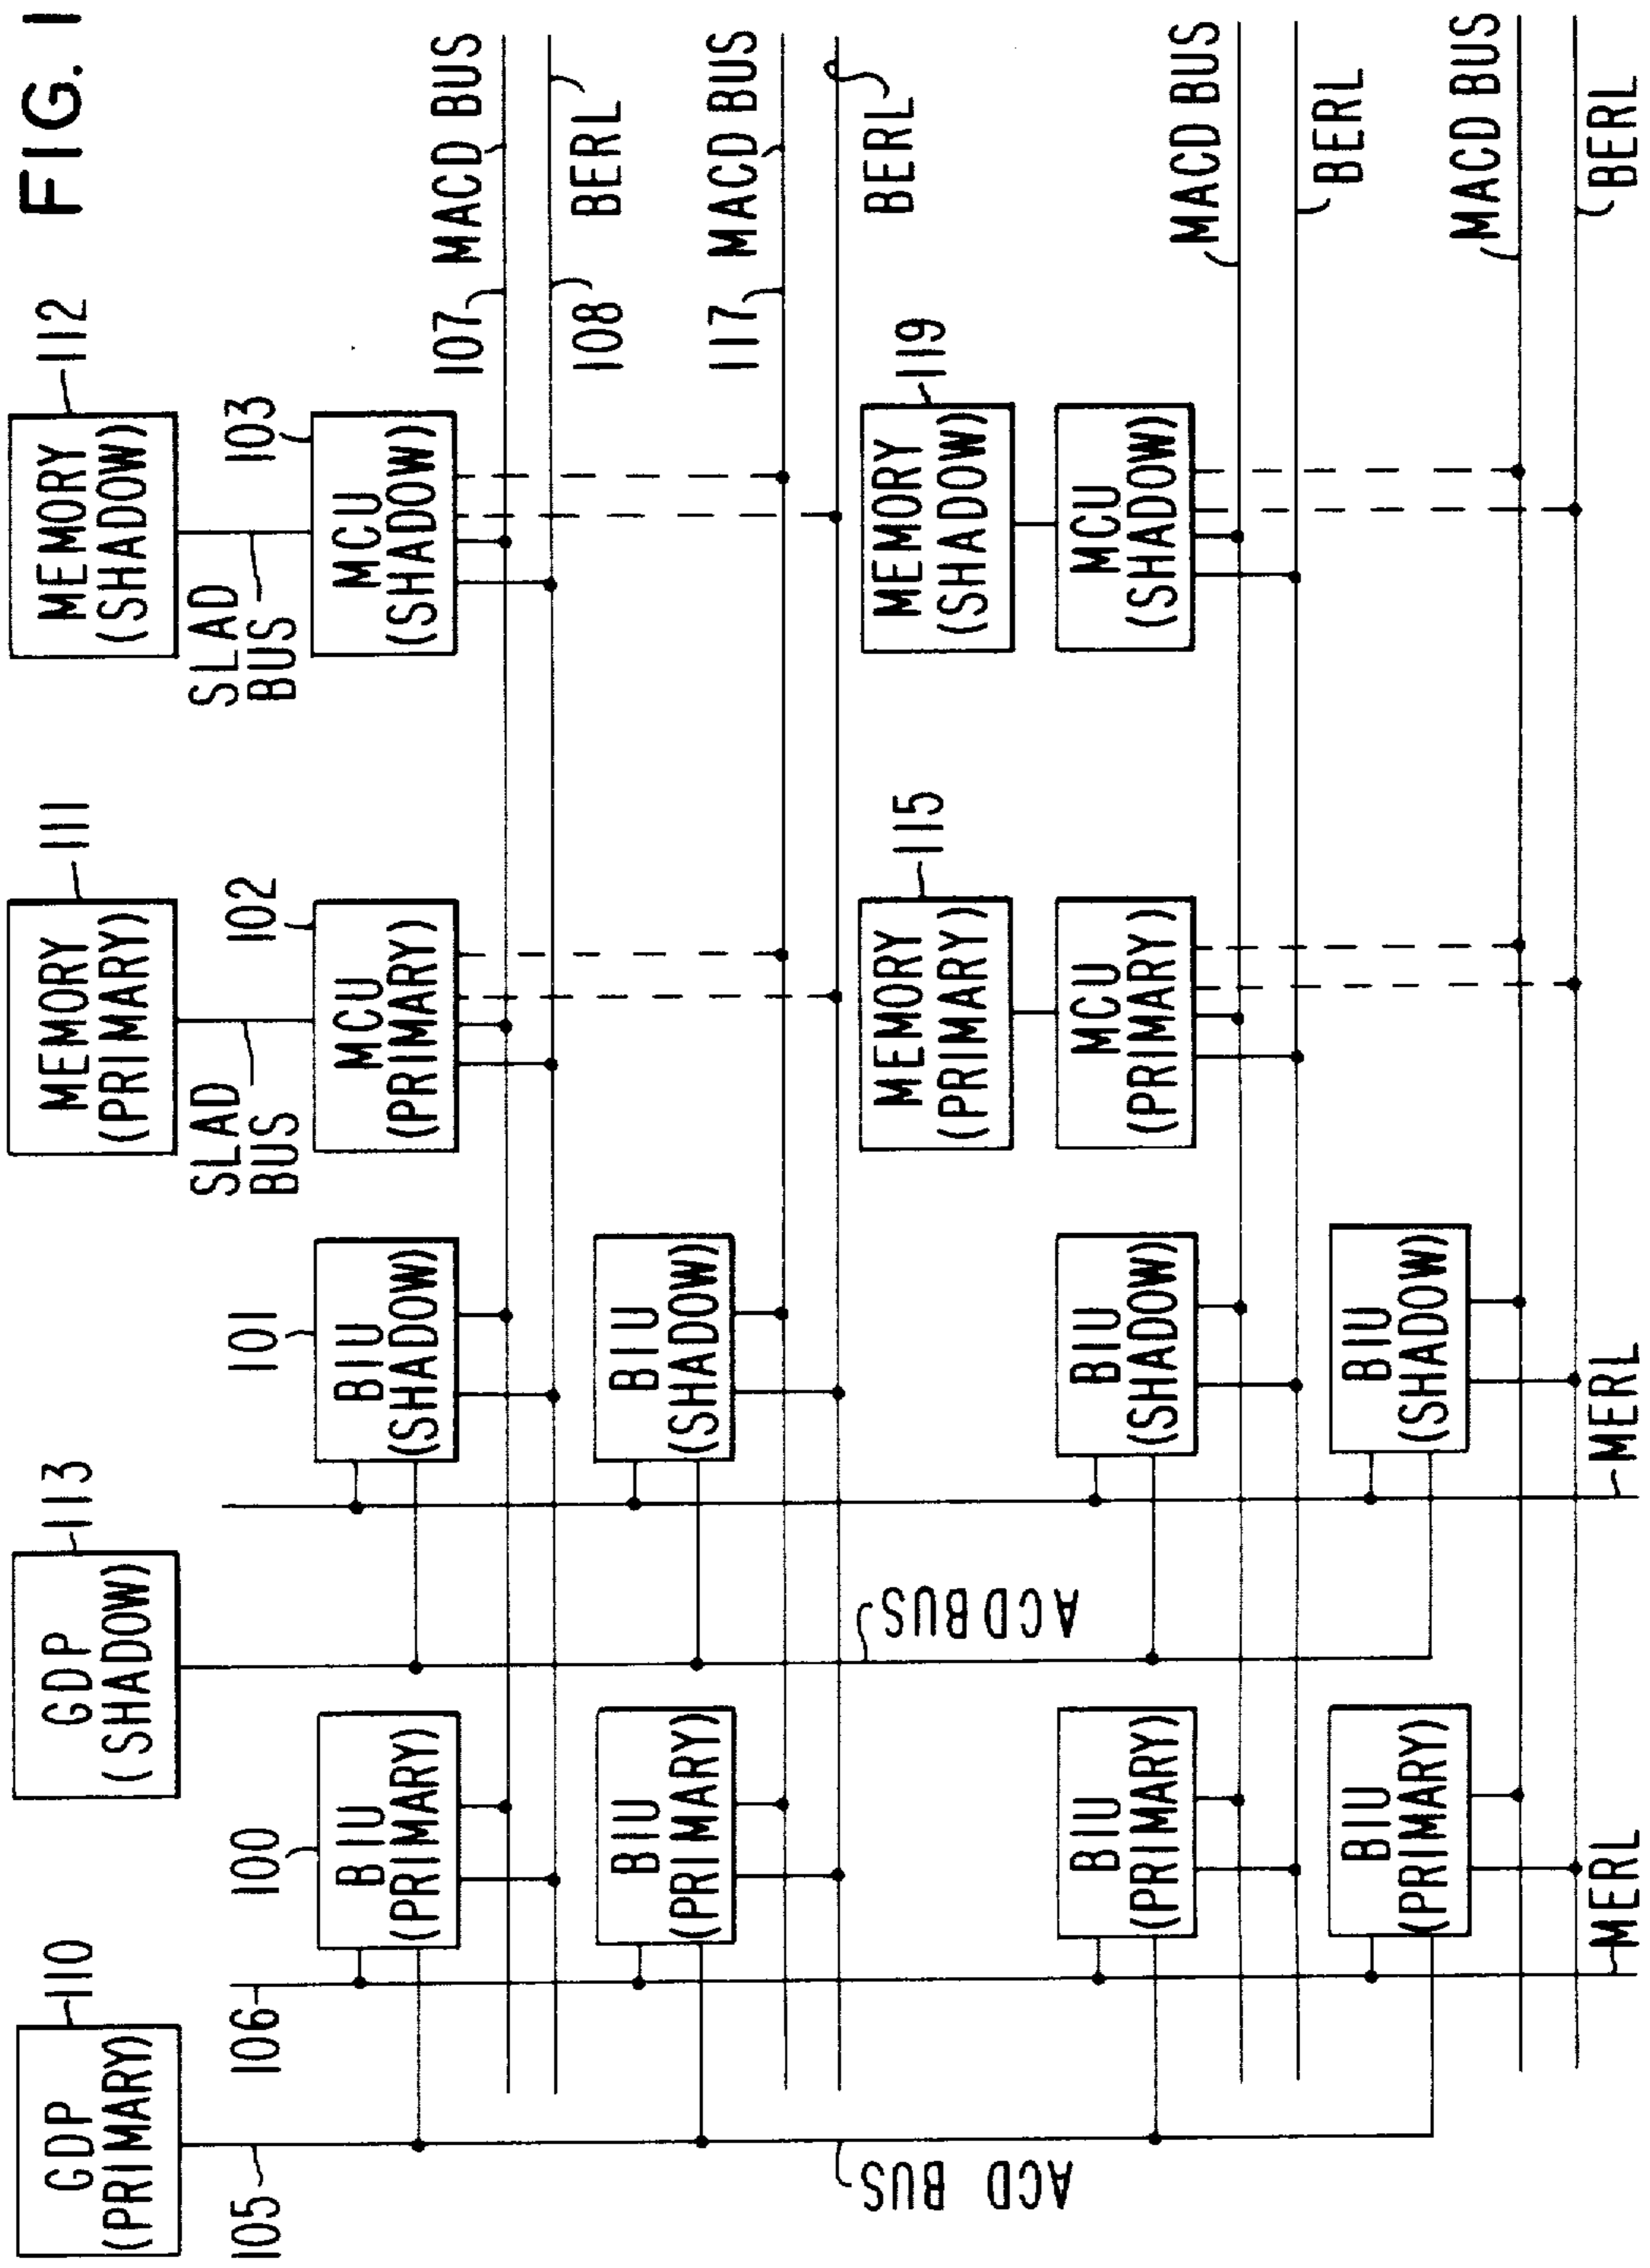 FIG. 1
110
GDP
(PRIMARY)
113
GDP
(SHADOW)
111
MEMORY
(PRIMARY)
112
MEMORY
(SHADOW)
SLAD
BUS
SLAD
BUS
105
106
100
BIU
(PRIMARY)
101
BIU
(SHADOW)
102
MCU
(PRIMARY)
103
MCU
(SHADOW)
107 MACD BUS
108
BERL
BIU
(PRIMARY)
BIU
(SHADOW)
117 MACD BUS
BERL
ACD BUS
ACD BUS
115
MEMORY
(PRIMARY)
119
MEMORY
(SHADOW)
BIU
(PRIMARY)
BIU
(SHADOW)
MCU
(PRIMARY)
MCU
(SHADOW)
MACD BUS
BERL
BIU
(PRIMARY)
BIU
(SHADOW)
MACD BUS
BERL
MERL
MERL